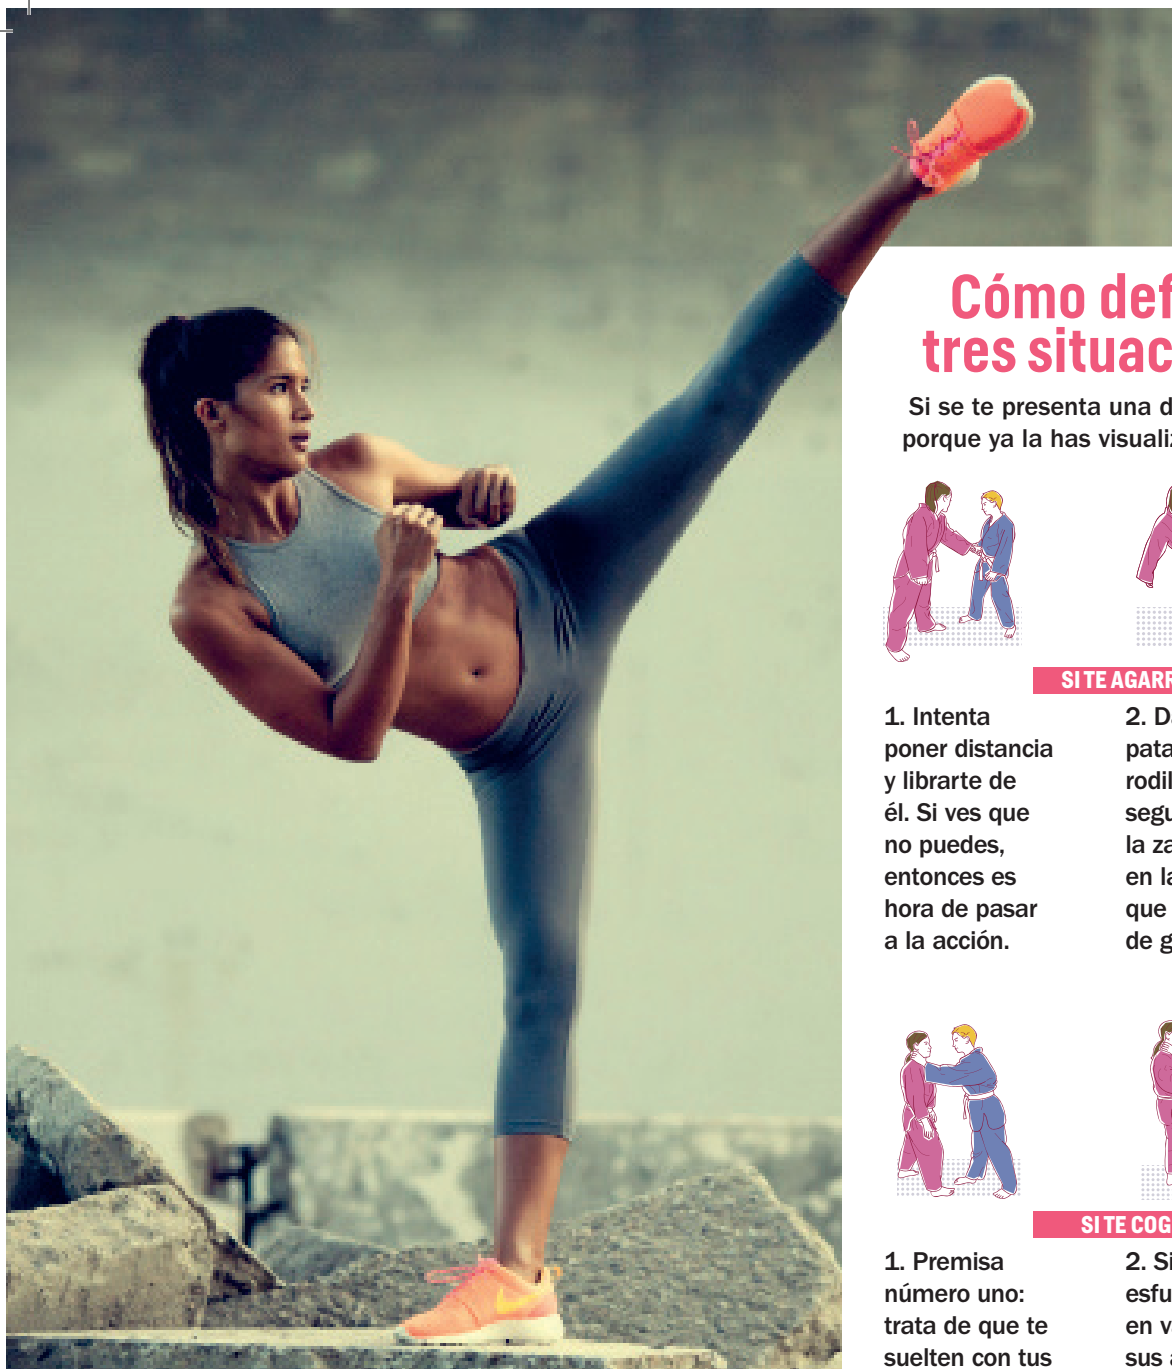 Cómo def
tres situac
Si se te presenta una d
porque ya la has visualiz
SI TE AGARR
1. Intenta
poner distancia
y librarte de
él. Si ves que
no puedes,
entonces es
hora de pasar
a la acción.
2. Da
pata
rodil
segu
la za
en la
que
de g
SI TE COG
1. Premisa
número uno:
trata de que te
suelten con tus
2. Si
esfu
en v
sus